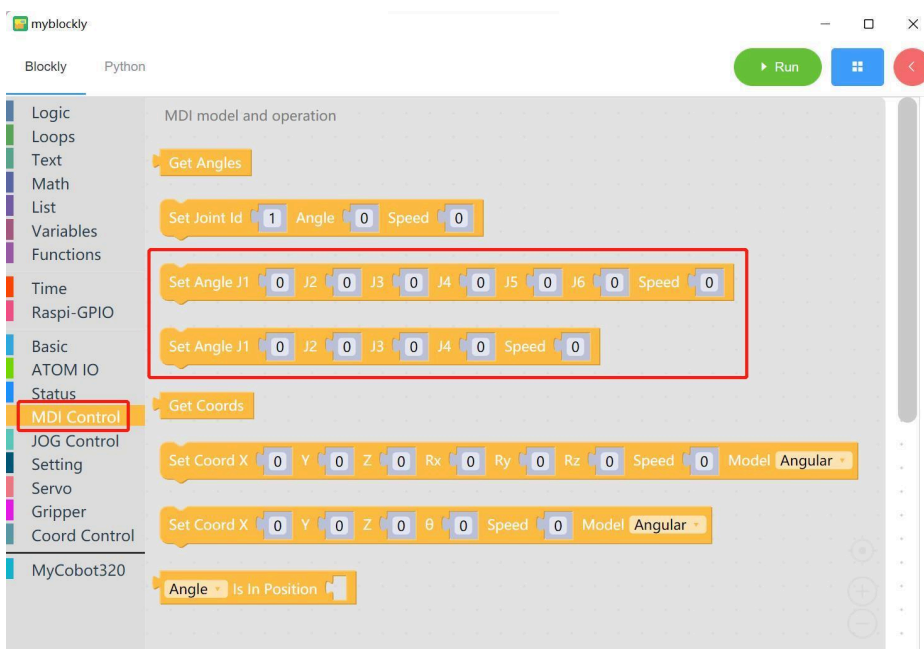 myblockly
Blockly Python
Run
Logic
Loops
Text
Math
List
Variables
Functions
Time
Raspi-GPIO
Basic
ATOM IO
Status
MDI Control
JOG Control
Setting
Servo
Gripper
Coord Control
MyCobot320
MDI model and operation
Get Angles
Set Joint Id 1 Angle 0 Speed 0
Set Angle J1 0 J2 0 J3 0 J4 0 J5 0 J6 0 Speed 0
Set Angle J1 0 J2 0 J3 0 J4 0 Speed 0
Get Coords
Set Coord X 0 Y 0 Z 0 Rx 0 Ry 0 Rz 0 Speed 0 Model Angular
Set Coord X 0 Y 0 Z 0 θ 0 Speed 0 Model Angular
Angle Is In Position